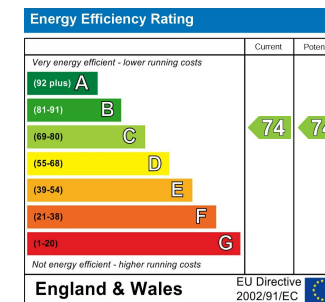 Energy Efficiency Rating
Current
Very energy efficient - lower running costs
(92 plus) A
(81-91) B
(69-80) C
74
(55-68) D
(39-54) E
(21-38) F
(1-20) G
Not energy efficient - higher running costs
England & Wales
EU Directive
2002/91/EC